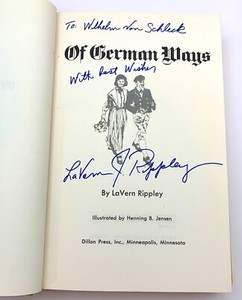 To: Wilhelm Von Schleck
Of German Ways
With Best Wishes
LaVern J. Rippley
By LaVern Rippley
Illustrated by Henning B. Jensen
Dillon Press, Inc., Minneapolis, Minnesota